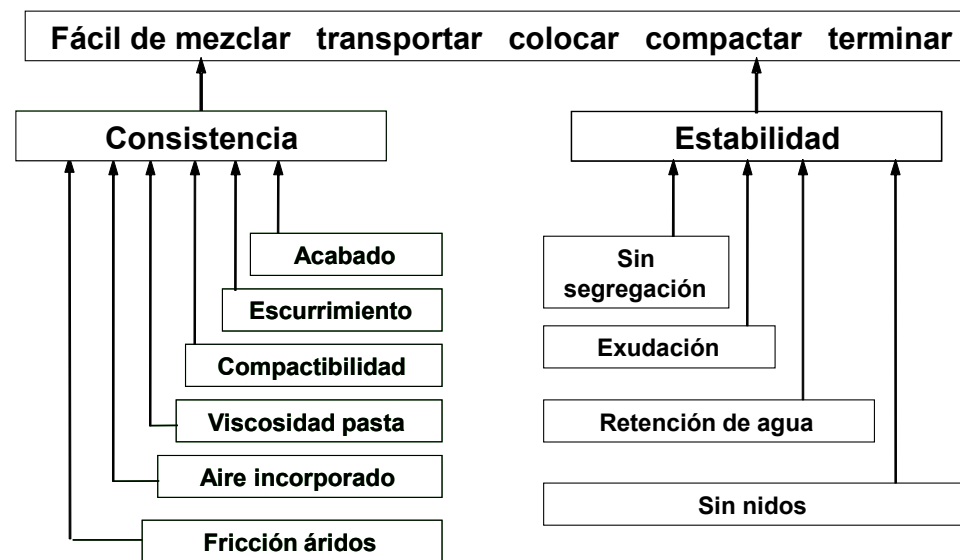 Fácil de mezclar transportar colocar compactar terminar
Consistencia
Estabilidad
Acabado
Escurrimiento
Compactibilidad
Viscosidad pasta
Aire incorporado
Fricción áridos
Sin
segregación
Exudación
Retención de agua
Sin nidos